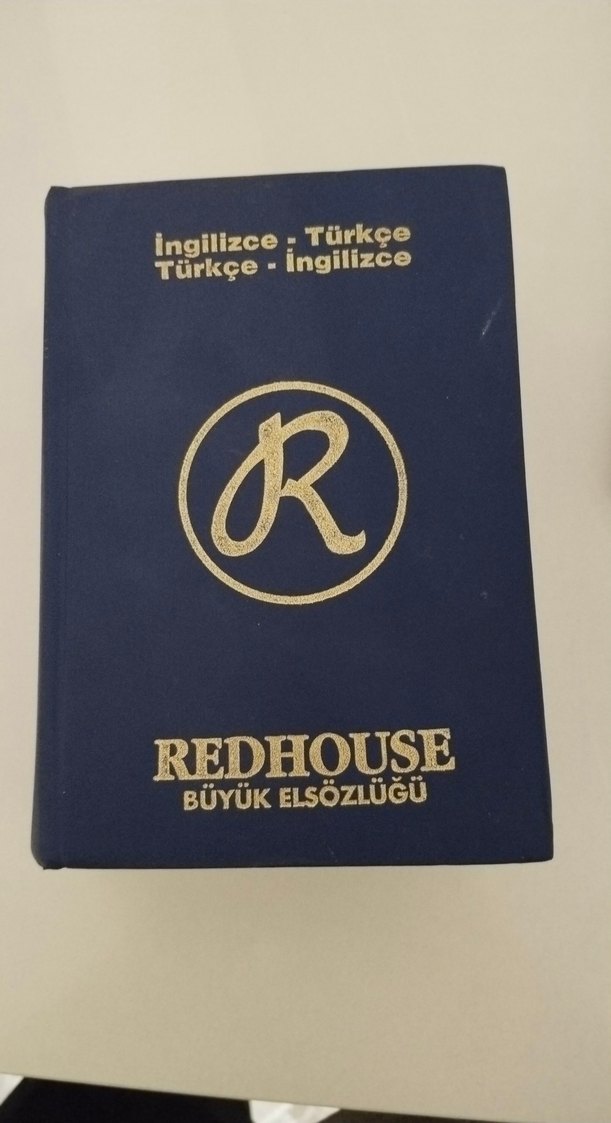 İngilizce - Türkçe
Türkçe - İngilizce
R
REDHOUSE
BÜYÜK ELSÖZLÜĞÜ